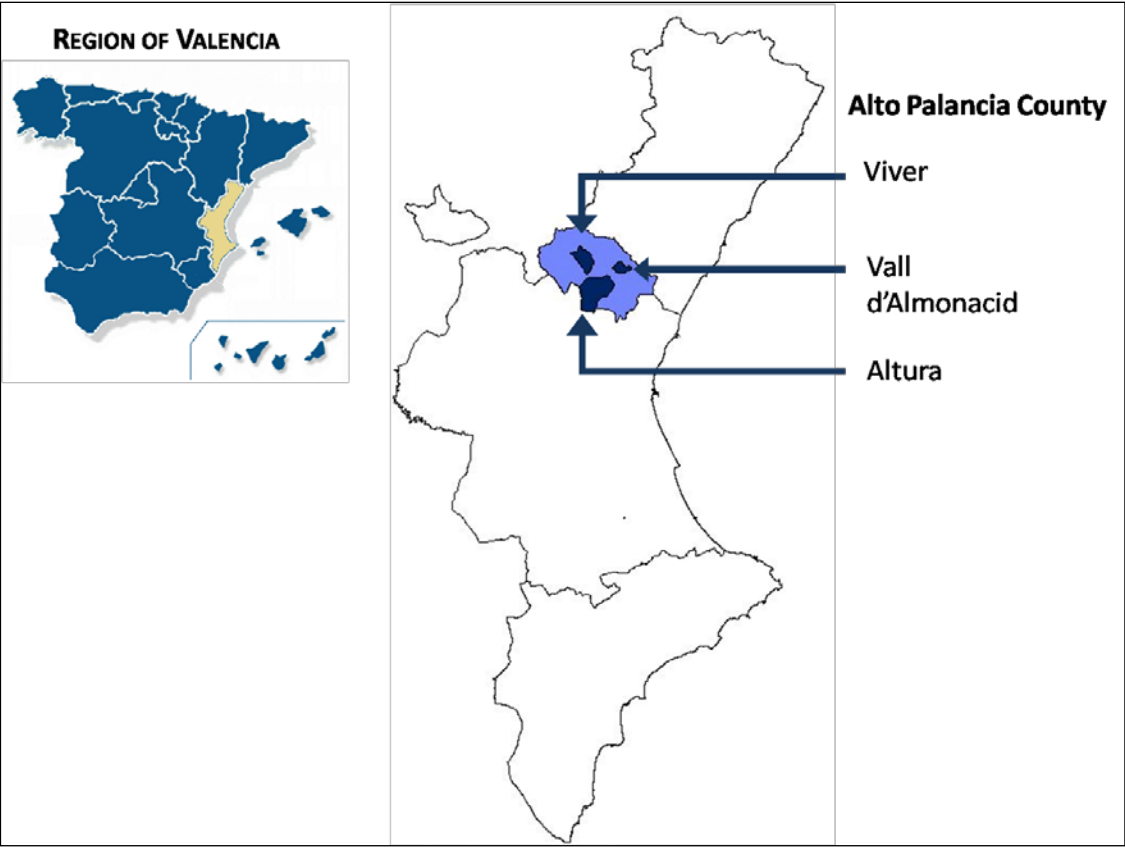 REGION OF VALENCIA
Alto Palancia County
Viver
Vall
d’Almonacid
Altura